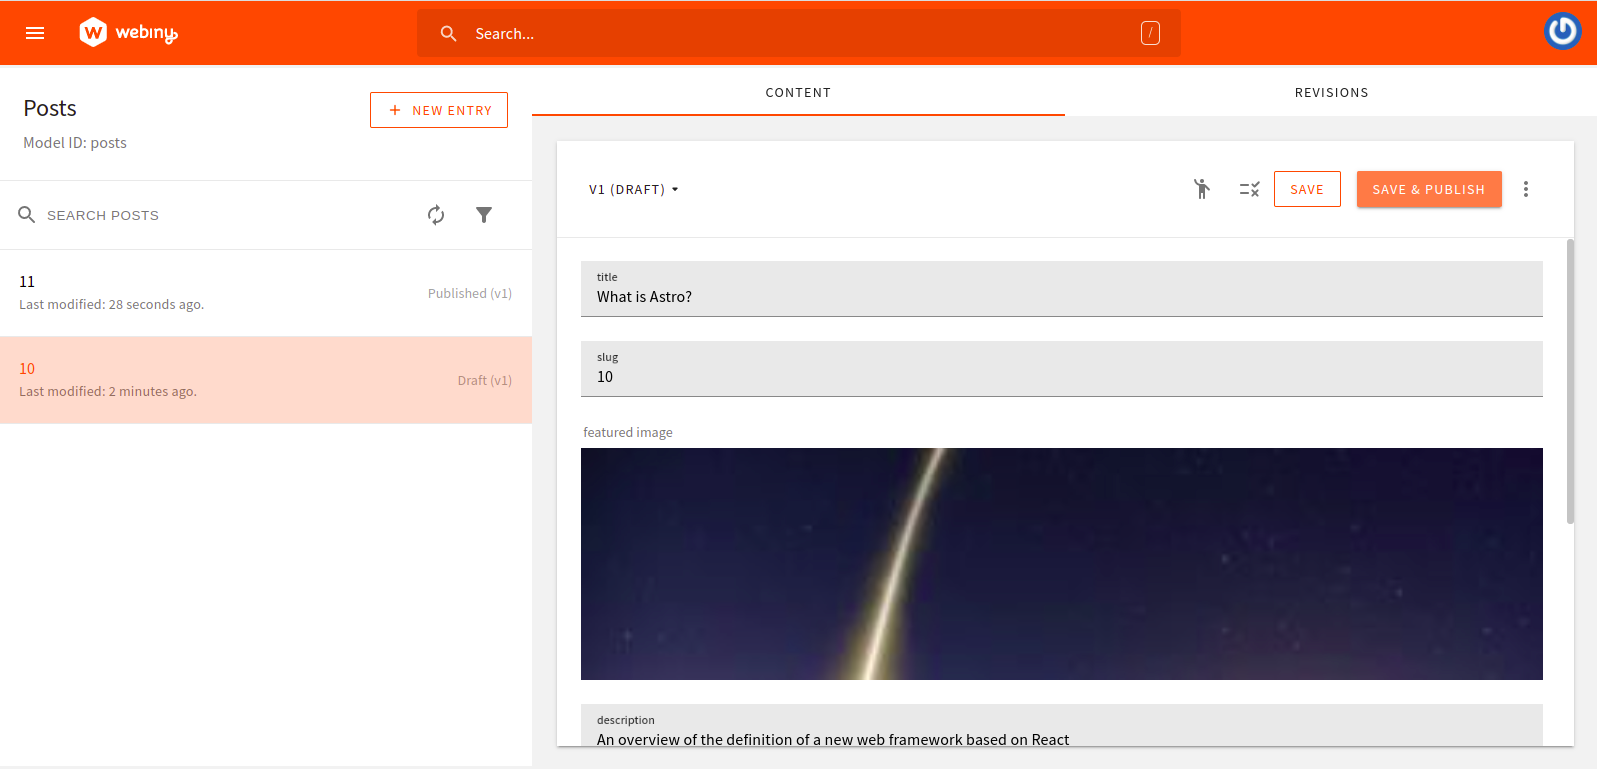 W webiny
Search...
/
Posts
+ NEW ENTRY
Model ID: posts
SEARCH POSTS
11
Last modified: 28 seconds ago.
Published (v1)
10
Last modified: 2 minutes ago.
Draft (v1)
CONTENT
REVISIONS
V1 (DRAFT)
SAVE
SAVE & PUBLISH
title
What is Astro?
slug
10
featured image
description
An overview of the definition of a new web framework based on React